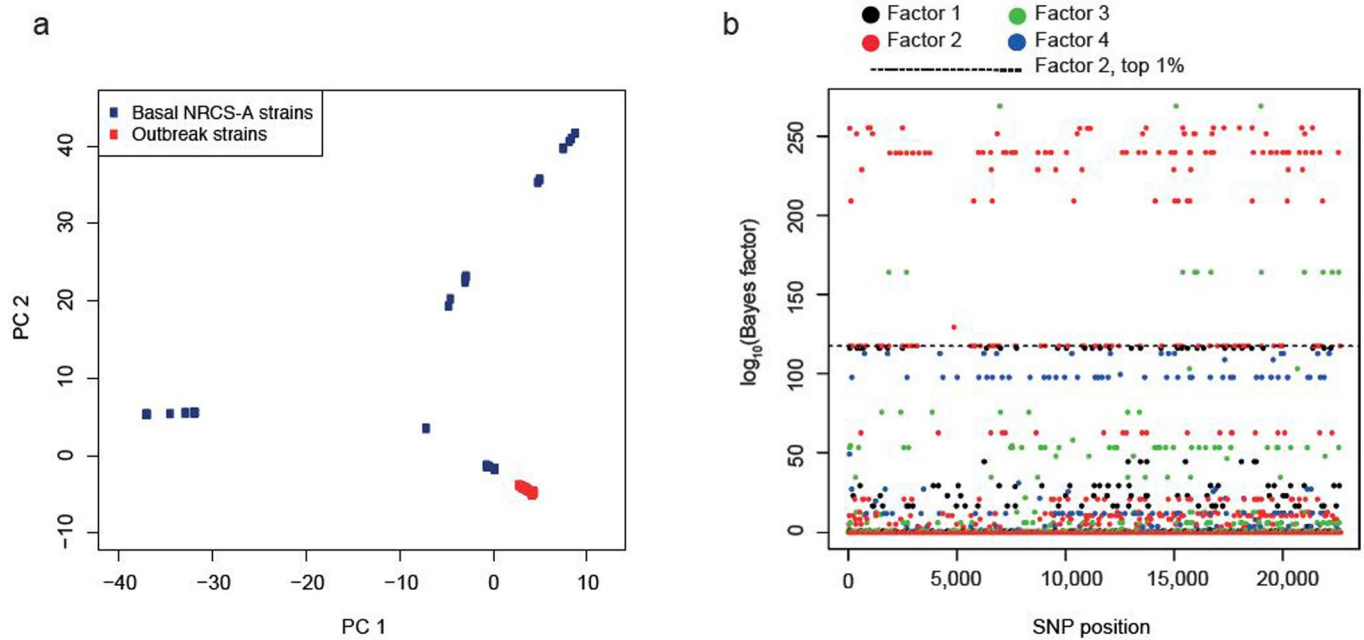 a
Basal NRCS-A strains
Outbreak strains
PC 2
40
30
20
10
0
−10
−40
−30
−20
−10
0
10
PC 1
b
Factor 1
Factor 3
Factor 2
Factor 4
Factor 2, top 1%
log10(Bayes factor)
250
200
150
100
50
0
0
5,000
10,000
15,000
20,000
SNP position